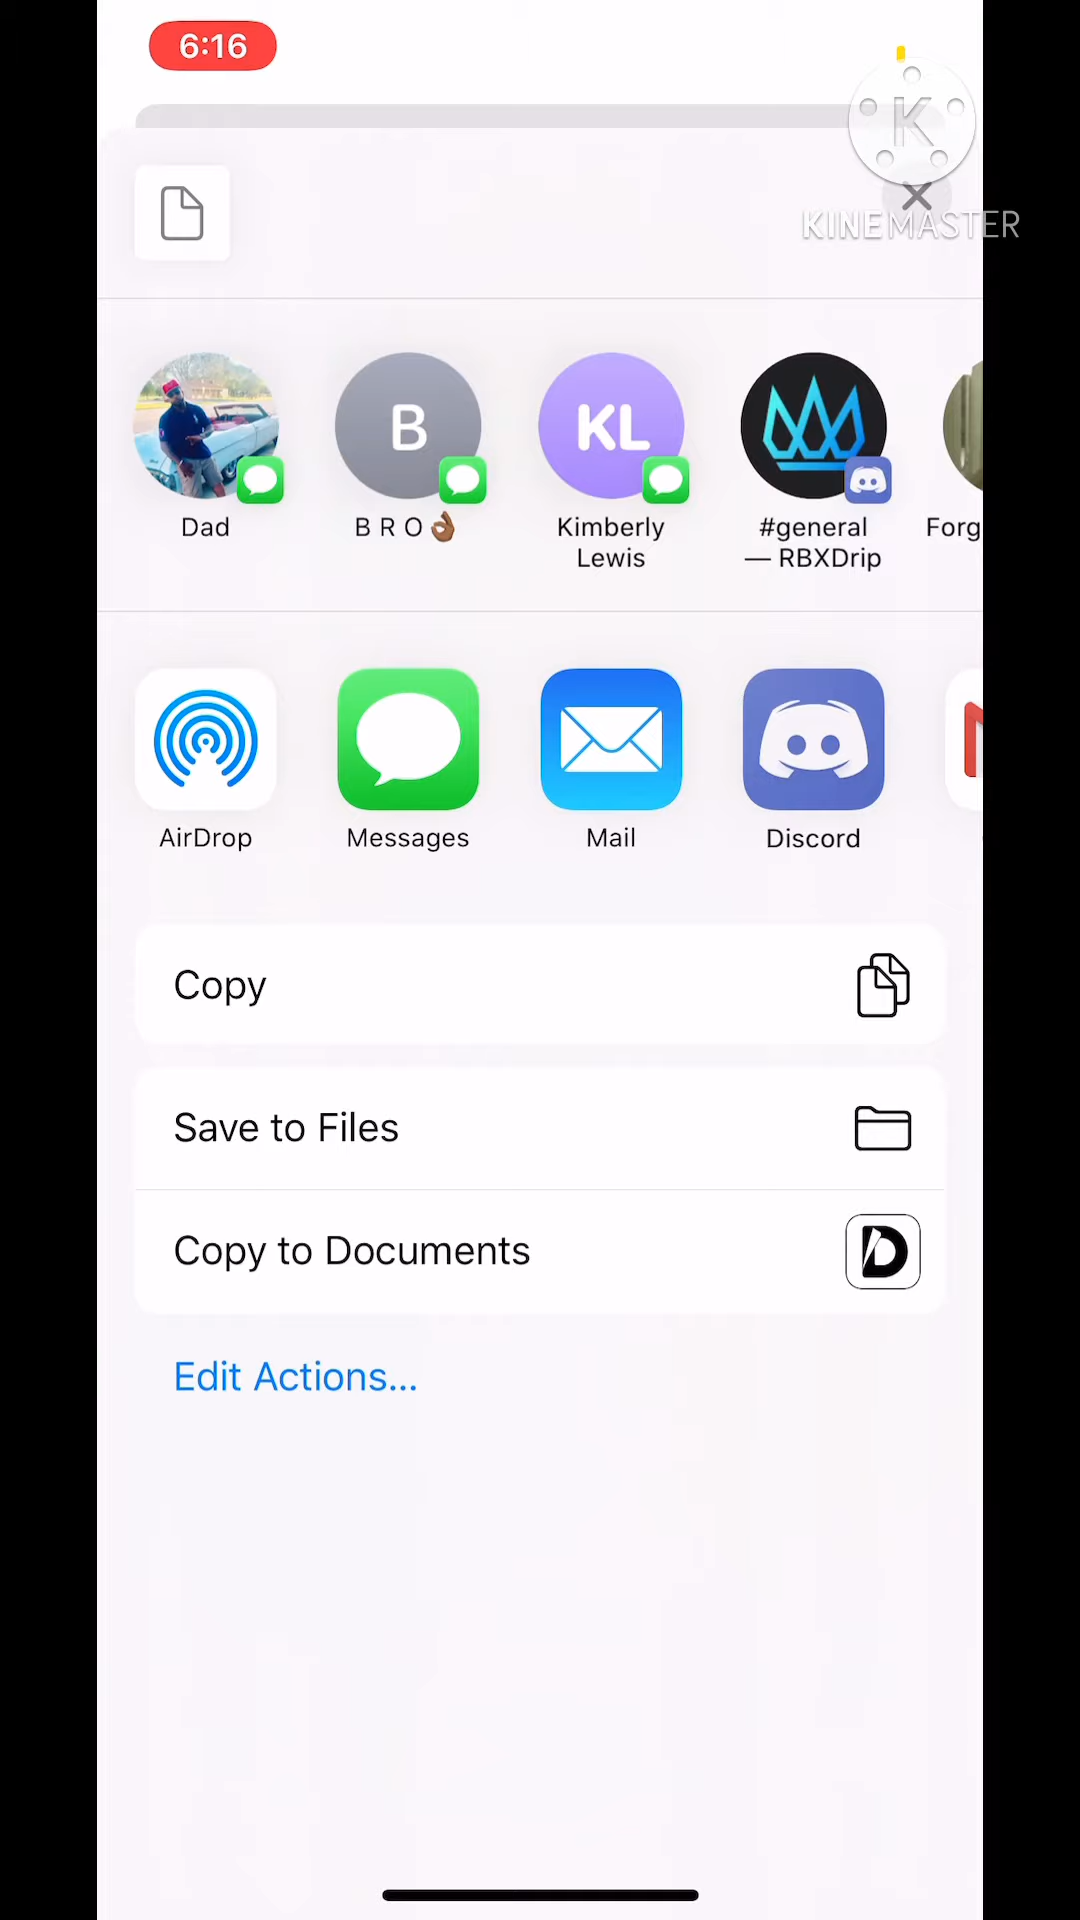 6:16
K
KINEMASTER
B
KL
Dad
B R O👌🏾
Kimberly
Lewis
#general
— RBXDrip
Forg
AirDrop
Messages
Mail
Discord
Copy
Save to Files
Copy to Documents
D
Edit Actions...